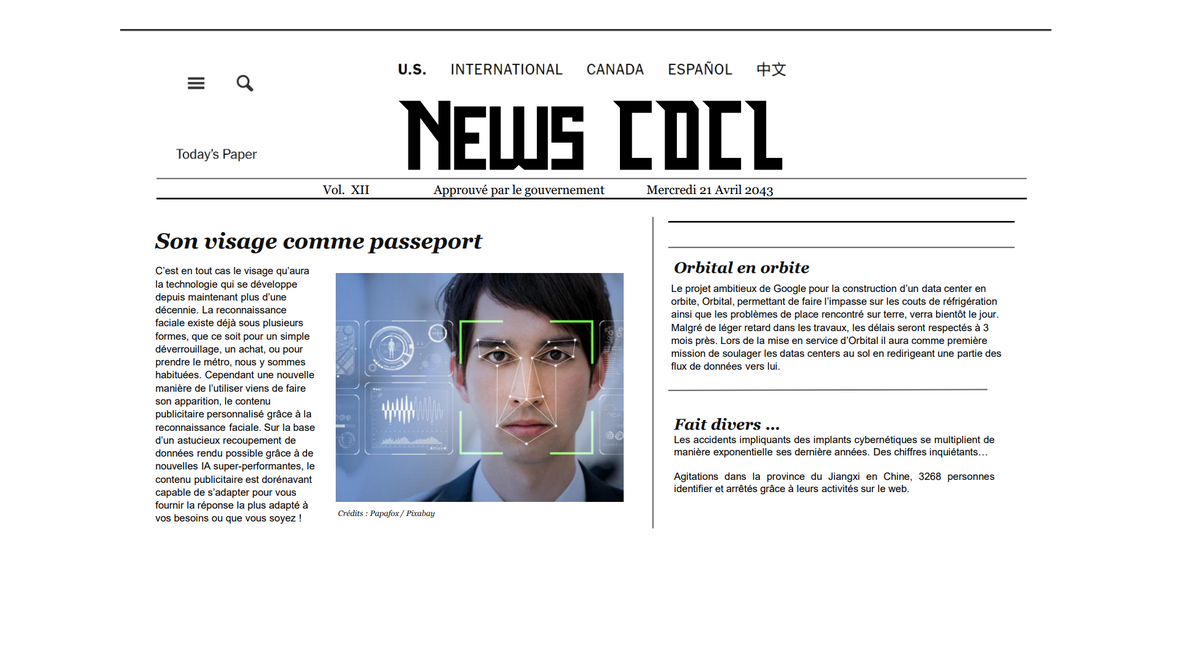 U.S. INTERNATIONAL CANADA ESPAÑOL 中文
NEWS CDCL
Today's Paper
Vol. XII Approuvé par le gouvernement Mercredi 21 Avril 2043
Son visage comme passeport
C'est en tout cas le visage qu'aura
la technologie qui se développe
depuis maintenant plus d'une
décennie. La reconnaissance
faciale existe déjà sous plusieurs
formes, que ce soit pour un simple
déverrouillage, un achat, ou pour
prendre le métro, nous y sommes
habituées. Cependant une nouvelle
manière de l'utiliser viens de faire
son apparition, le contenu
publicitaire personnalisé grâce à la
reconnaissance faciale. Sur la base
d'un astucieux recoupement de
données rendu possible grâce à de
nouvelles IA super-performantes, le
contenu publicitaire est dorénavant
capable de s'adapter pour vous
fournir la réponse la plus adapté à
vos besoins ou que vous soyez !
Crédits : Papafox / Pixabay
Orbital en orbite
Le projet ambitieux de Google pour la construction d'un data center en
orbite, Orbital, permettant de faire l'impasse sur les couts de réfrigération
ainsi que les problèmes de place rencontré sur terre, verra bientôt le jour.
Malgré de léger retard dans les travaux, les délais seront respectés à 3
mois près. Lors de la mise en service d'Orbital il aura comme première
mission de soulager les datas centers au sol en redirigeant une partie des
flux de données vers lui.
Fait divers ...
Les accidents impliquants des implants cybernétiques se multiplient de
manière exponentielle ses dernière années. Des chiffres inquiétants…
Agitations dans la province du Jiangxi en Chine, 3268 personnes
identifier et arrêtés grâce à leurs activités sur le web.